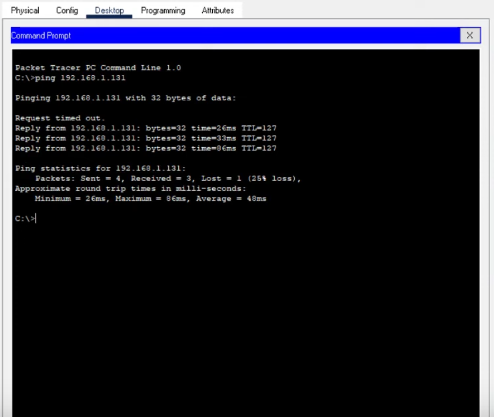 Physical Config Desktop Programming Attributes
Command Prompt X
Packet Tracer PC Command Line 1.0
C:\>ping 192.168.1.131
Pinging 192.168.1.131 with 32 bytes of data:
Request timed out.
Reply from 192.168.1.131: bytes=32 time=26ms TTL=127
Reply from 192.168.1.131: bytes=32 time=33ms TTL=127
Reply from 192.168.1.131: bytes=32 time=86ms TTL=127
Ping statistics for 192.168.1.131:
Packets: Sent = 4, Received = 3, Lost = 1 (25% loss),
Approximate round trip times in milli-seconds:
Minimum = 26ms, Maximum = 86ms, Average = 48ms
C:\>